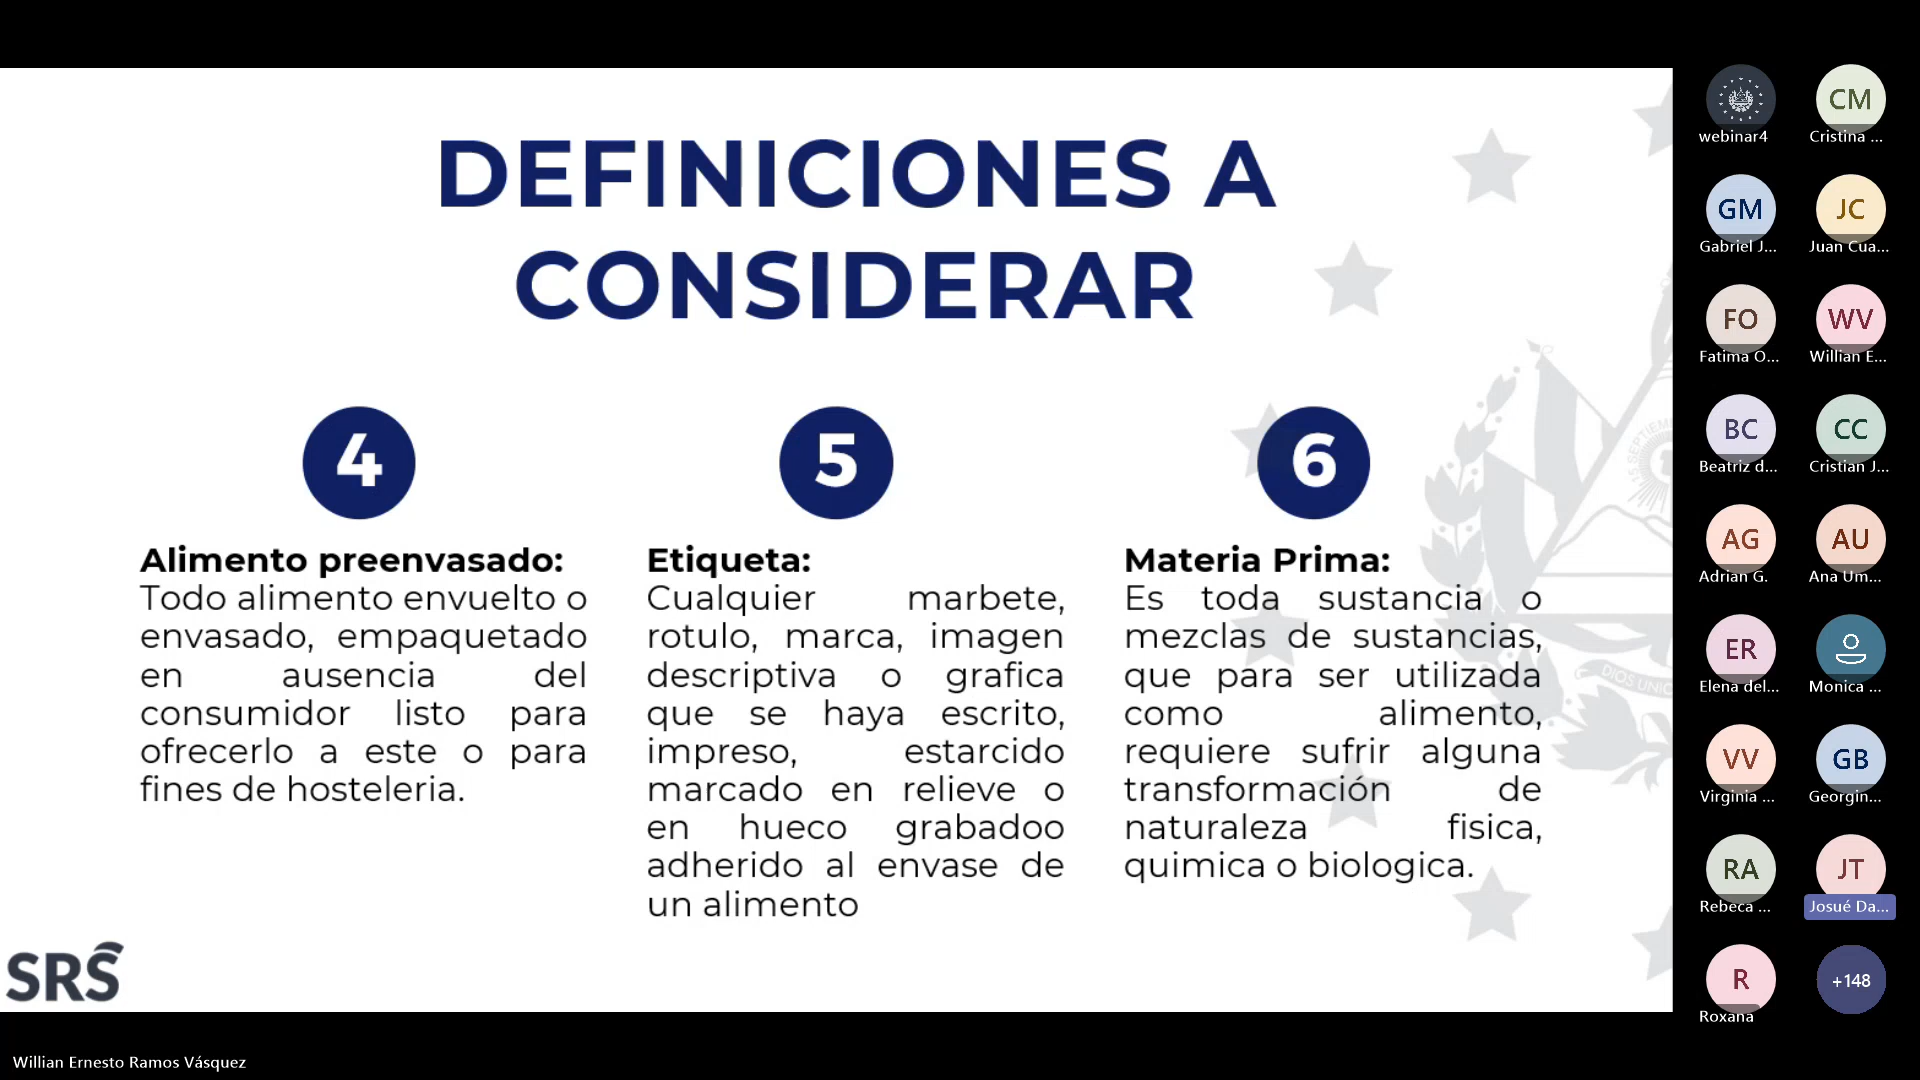 DEFINICIONES A
CONSIDERAR
4
Alimento preenvasado:
Todo alimento envuelto o
envasado, empaquetado
en ausencia del
consumidor listo para
ofrecerlo a este o para
fines de hosteleria.
5
Etiqueta:
Cualquier marbete,
rotulo, marca, imagen
descriptiva o grafica
que se haya escrito,
impreso, estarcido
marcado en relieve o
en hueco grabadoo
adherido al envase de
un alimento
6
Materia Prima:
Es toda sustancia o
mezclas de sustancias,
que para ser utilizada
como alimento,
requiere sufrir alguna
transformación de
naturaleza fisica,
quimica o biologica.
SRS
Willian Ernesto Ramos Vásquez
webinar4
CM
Cristina ...
GM
Gabriel J...
JC
Juan Cua...
FO
Fatima O...
WV
Willian E...
BC
Beatriz d...
CC
Cristian J...
AG
Adrian G.
AU
Ana Um...
ER
Elena del...
Monica ...
VV
Virginia ...
GB
Georgin...
RA
Rebeca ...
JT
Josué Da...
R
Roxana
+148